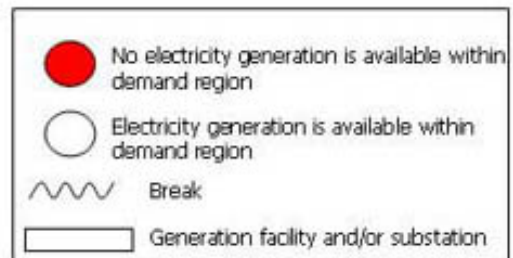 No electricity generation is available within
demand region
Electricity generation is available within
demand region
Break
Generation facility and/or substation